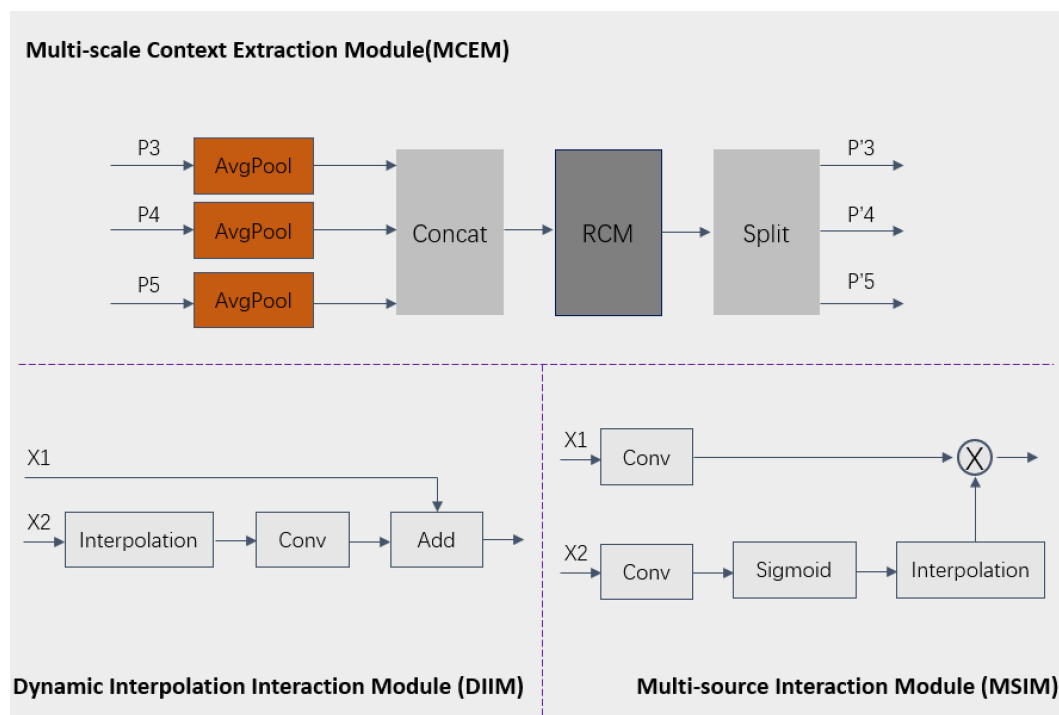 Multi-scale Context Extraction Module(MCEM)
P3
AvgPool
P4
AvgPool
P5
AvgPool
Concat
RCM
Split
P'3
P'4
P'5
X1
X2
Interpolation
Conv
Add
Dynamic Interpolation Interaction Module (DIIM)
X1
Conv
X
X2
Conv
Sigmoid
Interpolation
Multi-source Interaction Module (MSIM)